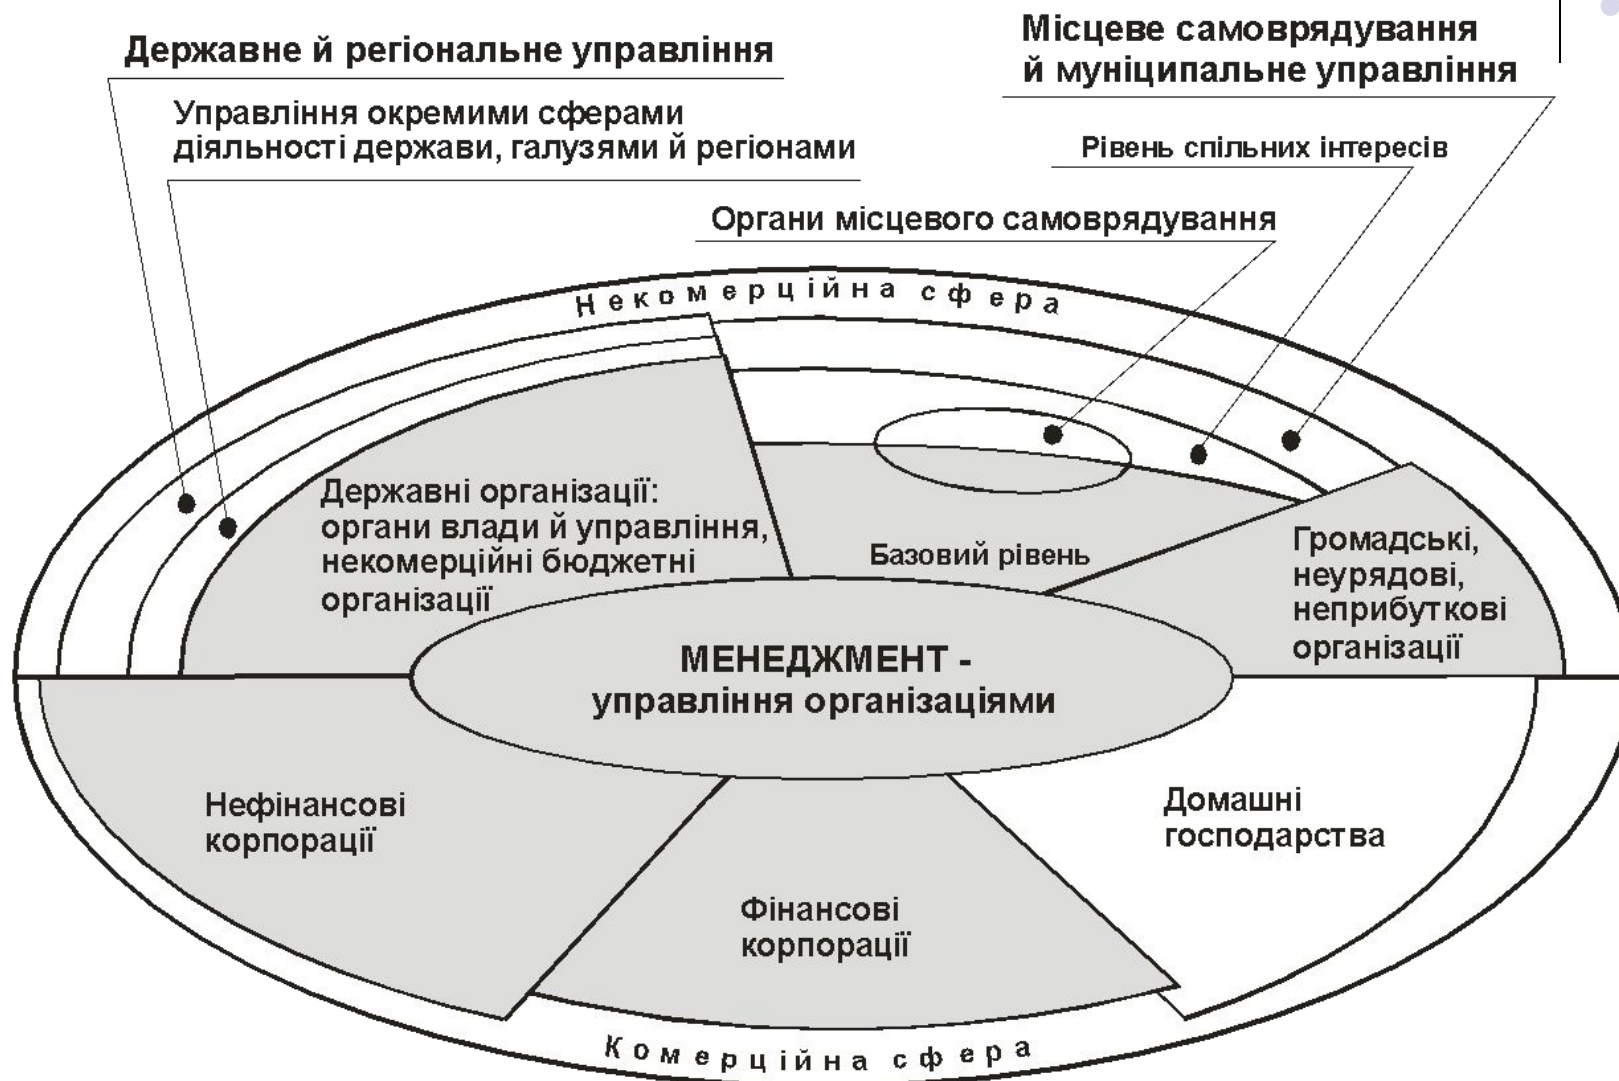 Державне й регіональне управління
Управління окремими сферами
діяльності держави, галузями й регіонами
Місцеве самоврядування
й муніципальне управління
Рівень спільних інтересів
Органи місцевого самоврядування
Некомерційна сфера
Державні організації:
органи влади й управління,
некомерційні бюджетні
організації
Базовий рівень
Громадські,
неурядові,
неприбуткові
організації
МЕНЕДЖМЕНТ -
управління організаціями
Нефінансові
корпорації
Фінансові
корпорації
Домашні
господарства
Комерційна сфера